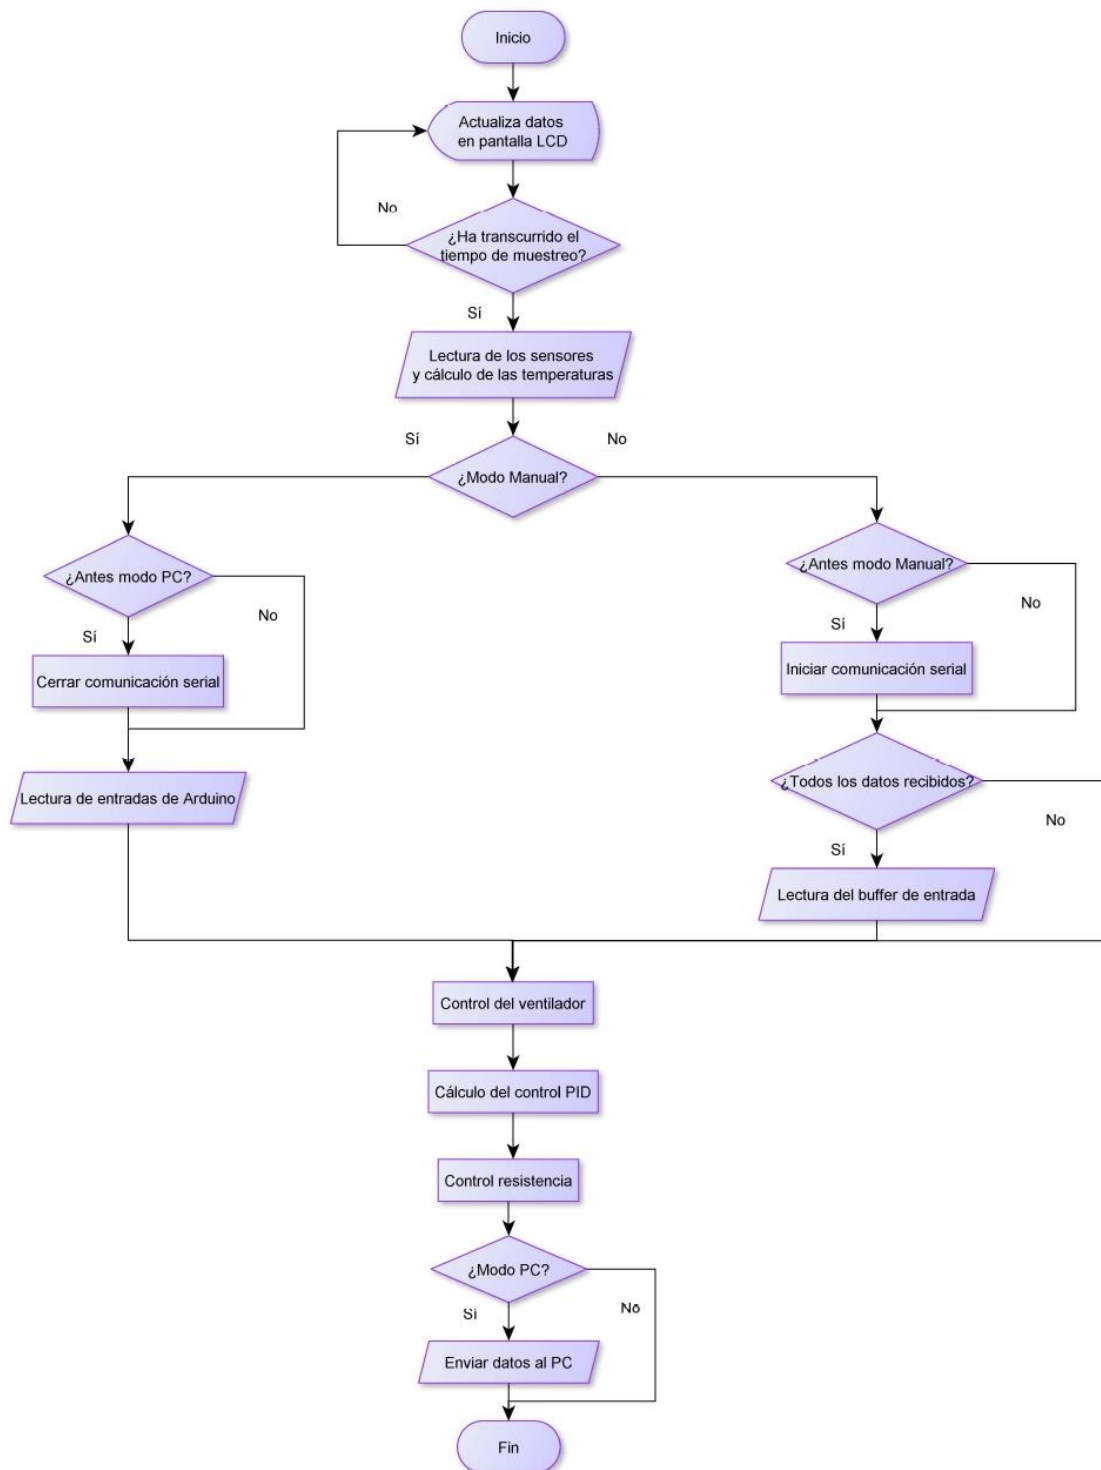 Inicio
Actualiza datos
en pantalla LCD
No
¿Ha transcurrido el
tiempo de muestreo?
Sí
Lectura de los sensores
y cálculo de las temperaturas
Sí
No
¿Modo Manual?
¿Antes modo PC?
No
Sí
Cerrar comunicación serial
Lectura de entradas de Arduino
¿Antes modo Manual?
No
Sí
Iniciar comunicación serial
¿Todos los datos recibidos?
No
Sí
Lectura del buffer de entrada
Control del ventilador
Cálculo del control PID
Control resistencia
¿Modo PC?
Sí
No
Enviar datos al PC
Fin